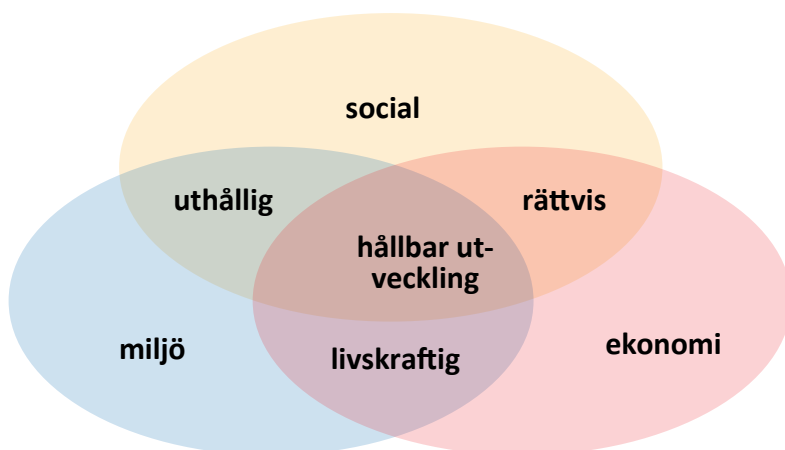 social
uthållig
rättvis
hållbar ut-
veckling
miljö
livskraftig
ekonomi